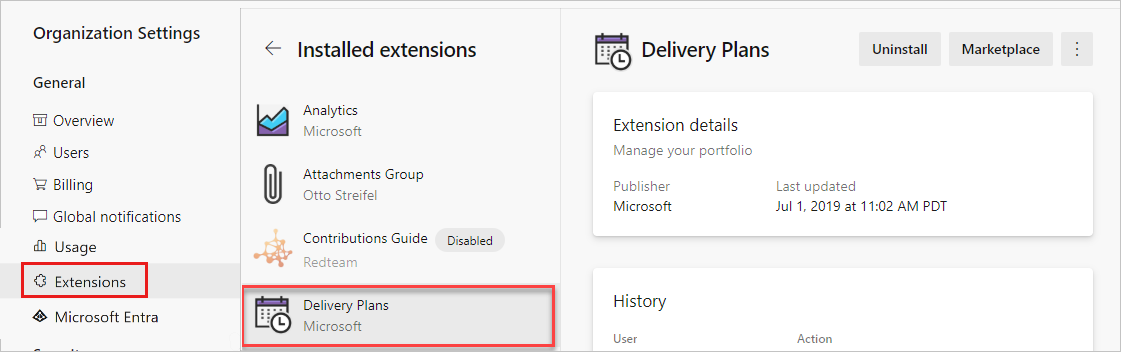 Organization Settings
General
Overview
Users
Billing
Global notifications
Usage
Extensions
Microsoft Entra
Installed extensions
Analytics
Microsoft
Attachments Group
Otto Streifel
Contributions Guide Disabled
Redteam
Delivery Plans
Microsoft
Delivery Plans
Uninstall
Marketplace
Extension details
Manage your portfolio
Publisher Last updated
Microsoft Jul 1, 2019 at 11:02 AM PDT
History
User Action